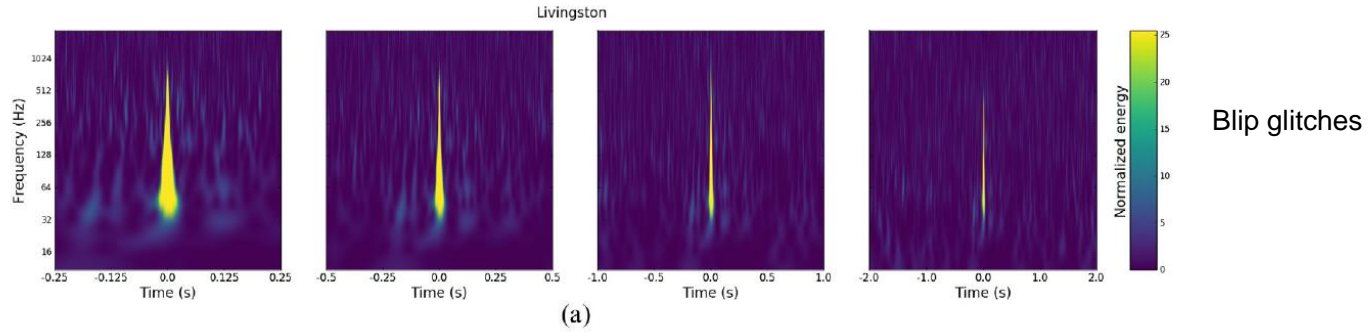 Livingston
Frequency (Hz)
1024
512
256
128
64
32
16
-0.25 -0.125 0.0 0.125 0.25
Time (s)
-0.5 -0.25 0.0 0.25 0.5
Time (s)
-1.0 -0.5 0.0 0.5 1.0
Time (s)
-2.0 -1.0 0.0 1.0 2.0
Time (s)
Normalized energy
25
20
15
10
5
0
Blip glitches
(a)